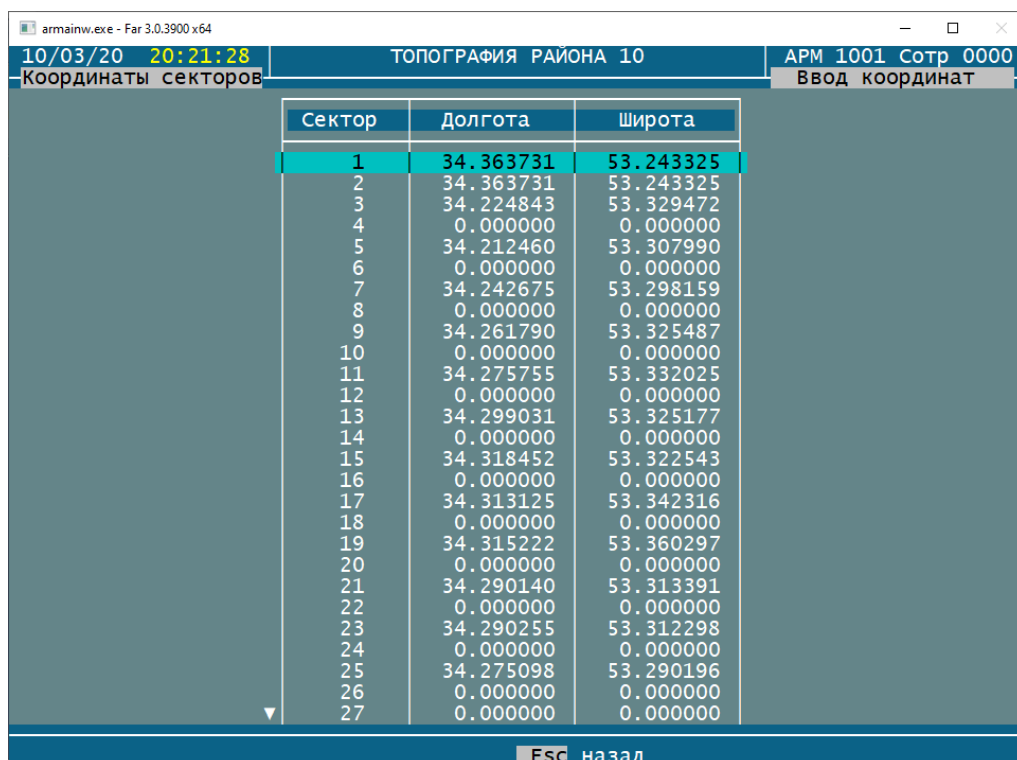 armainw.exe - Far 3.0.3900 x64
10/03/20 20:21:28 ТОПОГРАФИЯ РАЙОНА 10 АРМ 1001 Сотр 0000
Координаты секторов Ввод координат
Сектор Долгота Широта
1 34.363731 53.243325
2 34.363731 53.243325
3 34.224843 53.329472
4 0.000000 0.000000
5 34.212460 53.307990
6 0.000000 0.000000
7 34.242675 53.298159
8 0.000000 0.000000
9 34.261790 53.325487
10 0.000000 0.000000
11 34.275755 53.332025
12 0.000000 0.000000
13 34.299031 53.325177
14 0.000000 0.000000
15 34.318452 53.322543
16 0.000000 0.000000
17 34.313125 53.342316
18 0.000000 0.000000
19 34.315222 53.360297
20 0.000000 0.000000
21 34.290140 53.313391
22 0.000000 0.000000
23 34.290255 53.312298
24 0.000000 0.000000
25 34.275098 53.290196
26 0.000000 0.000000
27 0.000000 0.000000
Esc назад